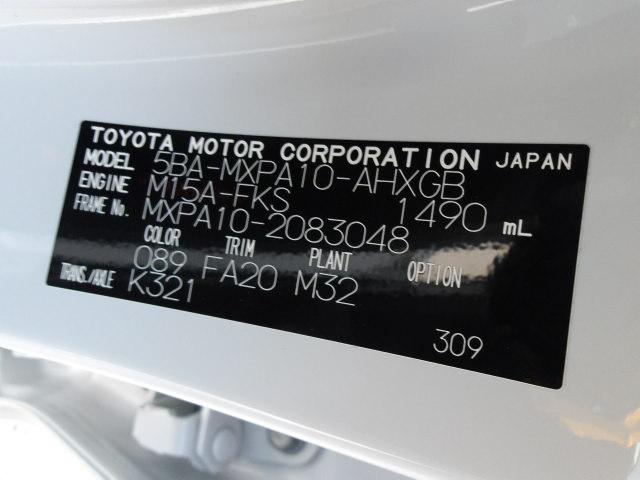 TOYOTA MOTOR CORPORATION JAPAN
MODEL 5BA-MXPA10-AHXGB
ENGINE M15A-FKS 1490 mL
FRAME No. MXPA10-2083048
COLOR TRIM PLANT OPTION
089 FA20 M32
TRANS./AXLE K321
309